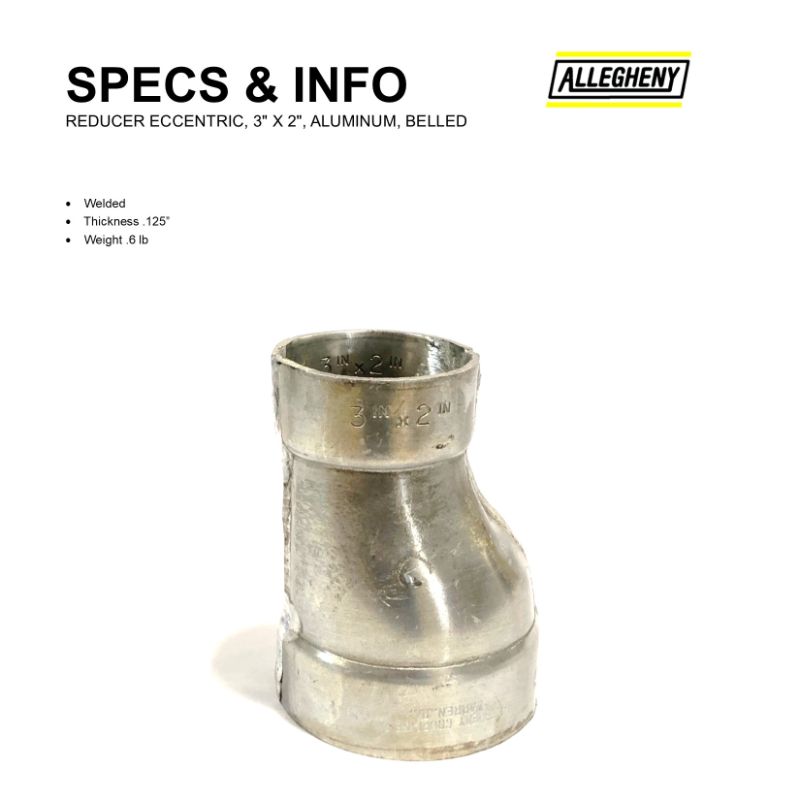 SPECS & INFO
ALLEGHENY
REDUCER ECCENTRIC, 3" X 2", ALUMINUM, BELLED
• Welded
• Thickness .125”
• Weight .6 lb
3 IN x 2 IN
3 IN x 2 IN